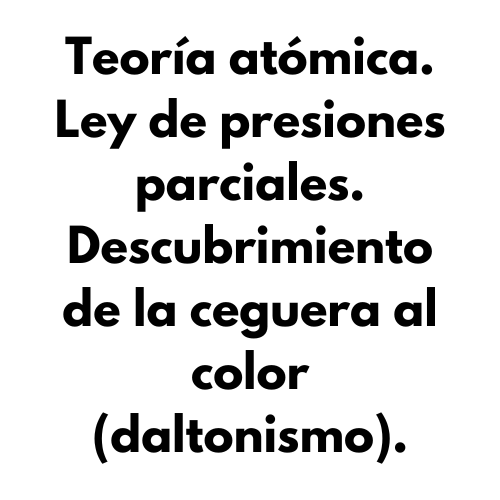 Teoría atómica.
Ley de presiones
parciales.
Descubrimiento
de la ceguera al
color
(daltonismo).